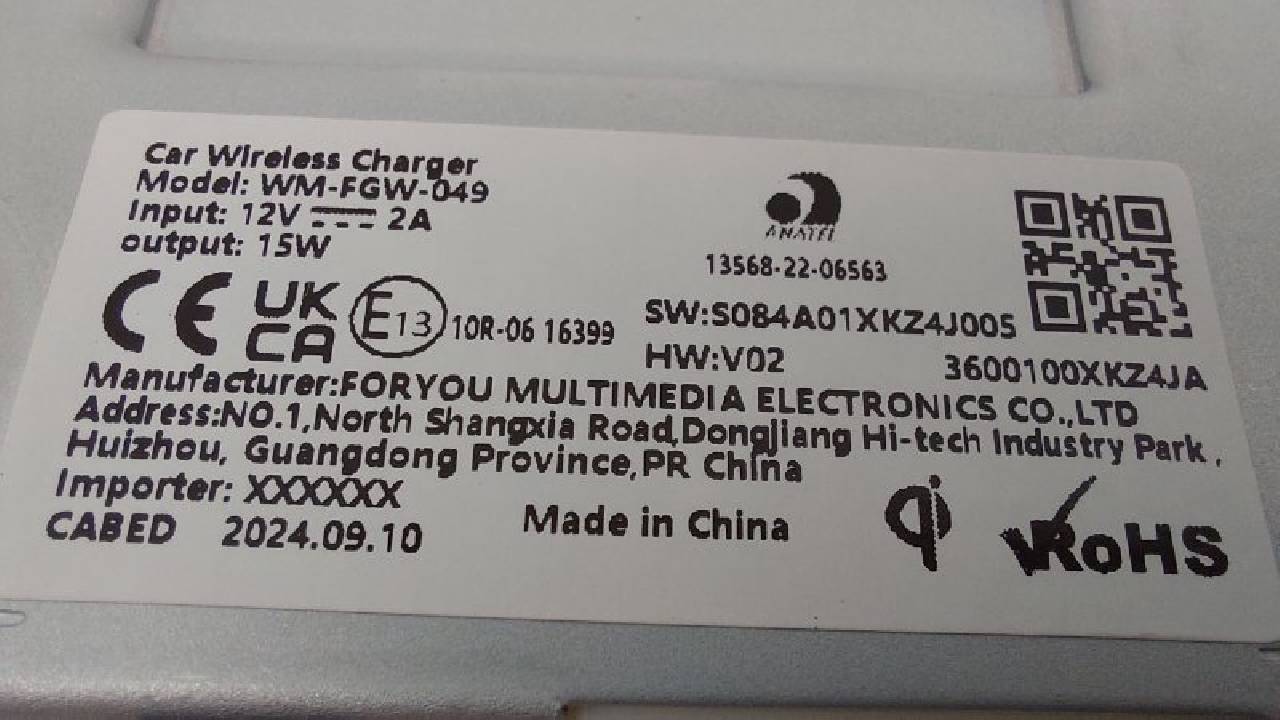 Car Wireless Charger
Model: WM-FGW-049
Input: 12V 2A
output: 15W
ANATEL
13568-22-06563
CE UK CA E13 10R-06 16399
SW:S084A01XKZ4J005
HW:V02
3600100XKZ4JA
Manufacturer:FORYOU MULTIMEDIA ELECTRONICS CO.,LTD
Address:NO.1,North Shangxia Road,Dongjiang Hi-tech Industry Park ,
Huizhou, Guangdong Province,PR China
Importer: XXXXXX
CABED 2024.09.10
Made in China
qi
RoHS